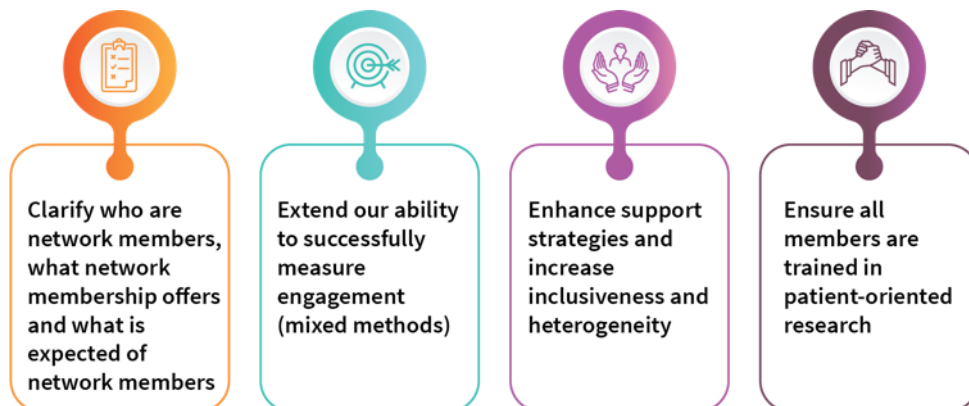 Clarify who are
network members,
what network
membership offers
and what is
expected of
network members
Extend our ability
to successfully
measure
engagement
(mixed methods)
Enhance support
strategies and
increase
inclusiveness and
heterogeneity
Ensure all
members are
trained in
patient-oriented
research